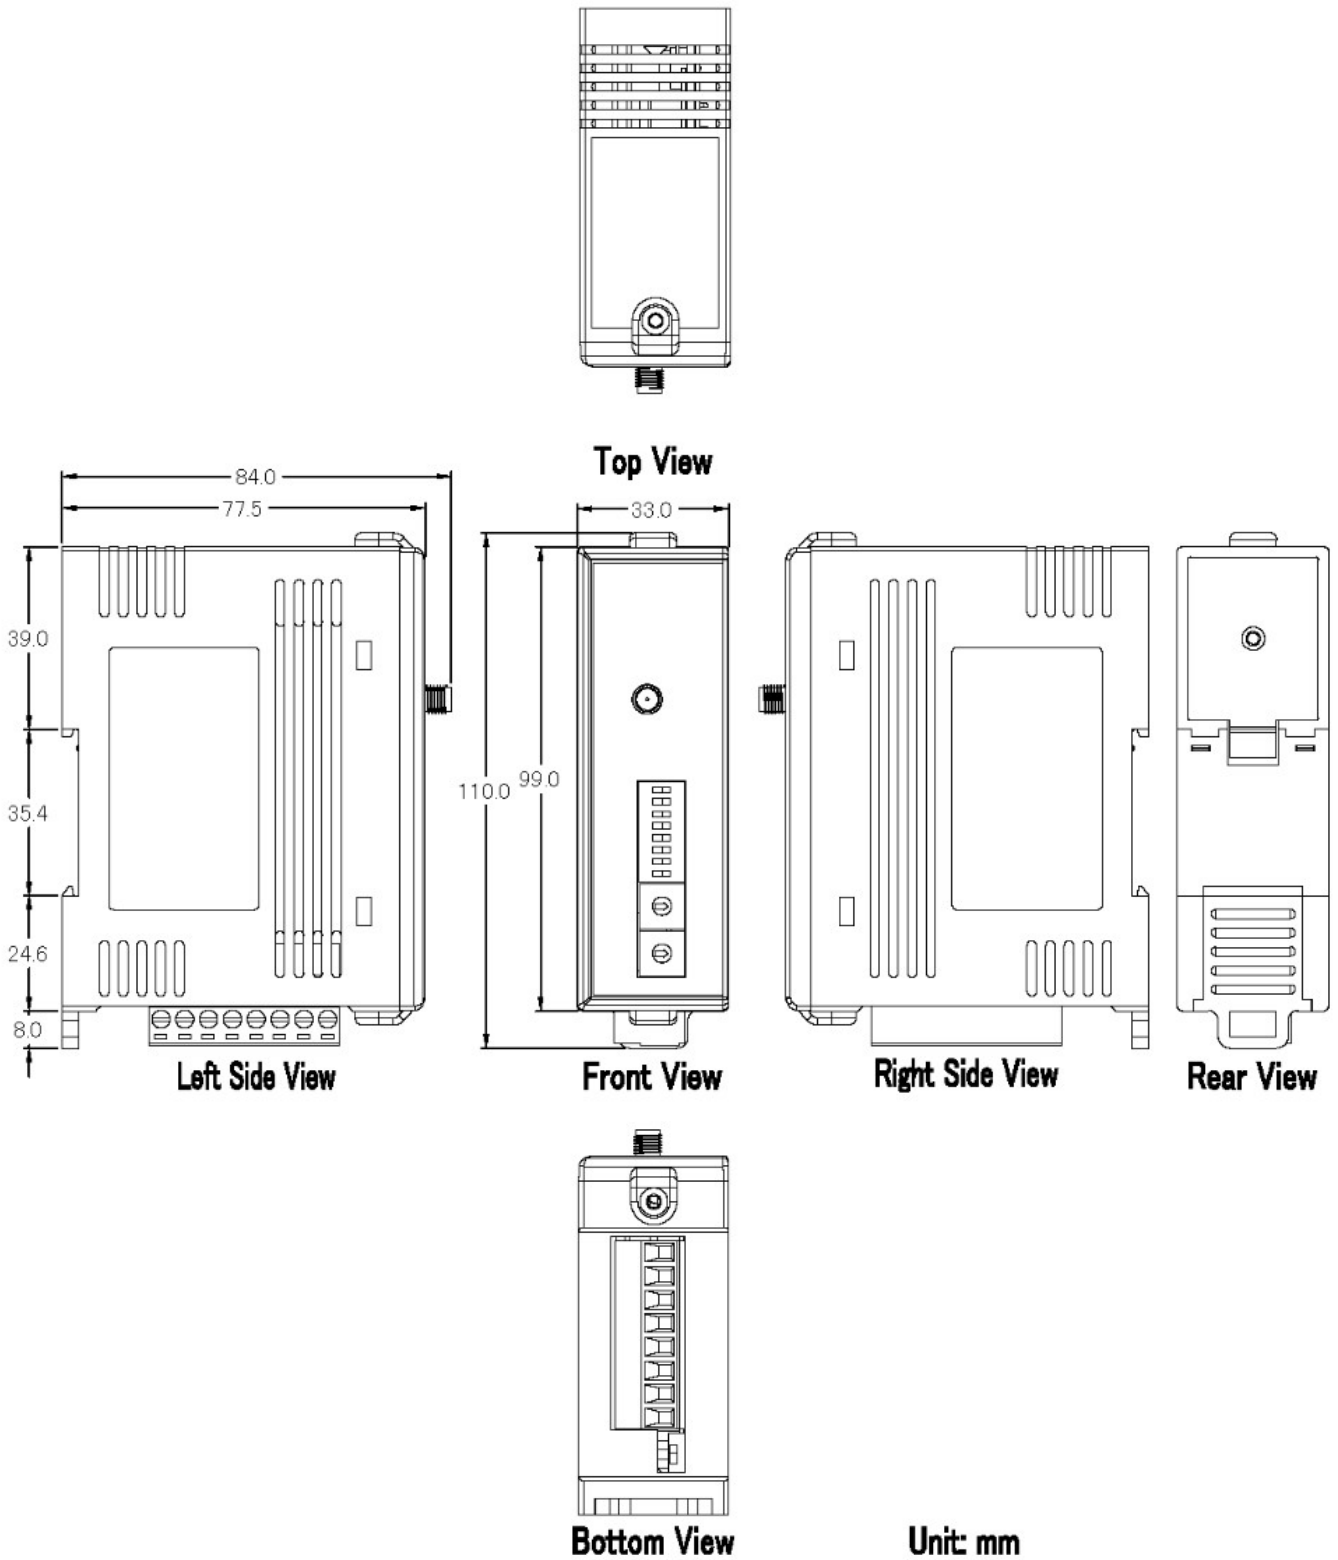 Top View
84.0
77.5
33.0
39.0
35.4
24.6
8.0
110.0
99.0
Left Side View
Front View
Right Side View
Rear View
Bottom View
Unit: mm